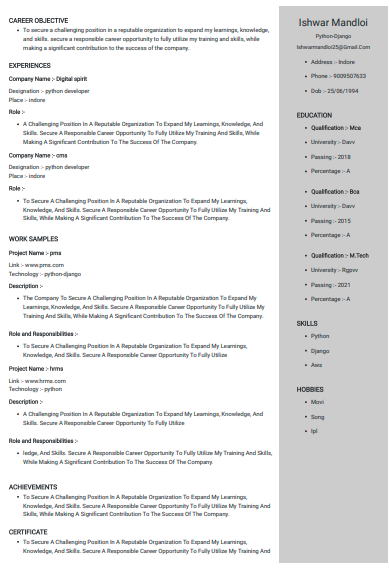 CAREER OBJECTIVE
To secure a challenging position in a reputable organization to expand my learnings, knowledge,
and skills. secure a responsible career opportunity to fully utilize my training and skills, while
making a significant contribution to the success of the company.
EXPERIENCES
Company Name :- Digital spirit
Designation :- python developer
Place :- indore
Role :-
A Challenging Position In A Reputable Organization To Expand My Learnings, Knowledge, And
Skills. Secure A Responsible Career Opportunity To Fully Utilize My Training And Skills, While
Making A Significant Contribution To The Success Of The Company.
Company Name :- cms
Designation :- python developer
Place :- indore
Role :-
To Secure A Challenging Position In A Reputable Organization To Expand My Learnings,
Knowledge, And Skills. Secure A Responsible Career Opportunity To Fully Utilize My Training And
Skills, While Making A Significant Contribution To The Success Of The Company.
WORK SAMPLES
Project Name :- pms
Link :- www.pms.com
Technology :- python-django
Description :-
The Company To Secure A Challenging Position In A Reputable Organization To Expand My
Learnings, Knowledge, And Skills. Secure A Responsible Career Opportunity To Fully Utilize My
Training And Skills, While Making A Significant Contribution To The Success Of The Company.
Role and Responsibilities :-
To Secure A Challenging Position In A Reputable Organization To Expand My Learnings,
Knowledge, And Skills. Secure A Responsible Career Opportunity To Fully Utilize
Project Name :- hrms
Link :- www.hrms.com
Technology :- python
Description :-
A Challenging Position In A Reputable Organization To Expand My Learnings, Knowledge, And
Skills. Secure A Responsible Career Opportunity To Fully Utilize
Role and Responsibilities :-
ledge, And Skills. Secure A Responsible Career Opportunity To Fully Utilize My Training And Skills,
While Making A Significant Contribution To The Success Of The Company.
ACHIEVEMENTS
To Secure A Challenging Position In A Reputable Organization To Expand My Learnings,
Knowledge, And Skills. Secure A Responsible Career Opportunity To Fully Utilize My Training And
Skills, While Making A Significant Contribution To The Success Of The Company.
CERTIFICATE
To Secure A Challenging Position In A Reputable Organization To Expand My Learnings,
Knowledge, And Skills. Secure A Responsible Career Opportunity To Fully Utilize My Training And
Ishwar Mandloi
Python-Django
Ishwarmandloi25@Gmail.Com
Address :- Indore
Phone :- 9009507633
Dob :- 25/06/1994
EDUCATION
Qualification :- Mca
University :- Davv
Passing :- 2018
Percentage :- A
Qualification :- Bca
University :- Davv
Passing :- 2015
Percentage :- A
Qualification :- M.Tech
University :- Rgpvv
Passing :- 2021
Percentage :- A
SKILLS
Python
Django
Aws
HOBBIES
Movi
Song
Ipl